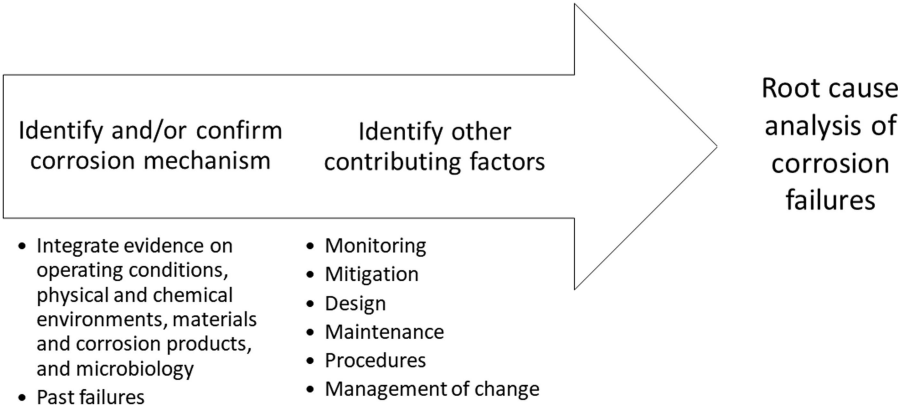 Identify and/or confirm
corrosion mechanism
Identify other
contributing factors
Root cause
analysis of
corrosion
failures
• Integrate evidence on
operating conditions,
physical and chemical
environments, materials
and corrosion products,
and microbiology
• Past failures
• Monitoring
• Mitigation
• Design
• Maintenance
• Procedures
• Management of change